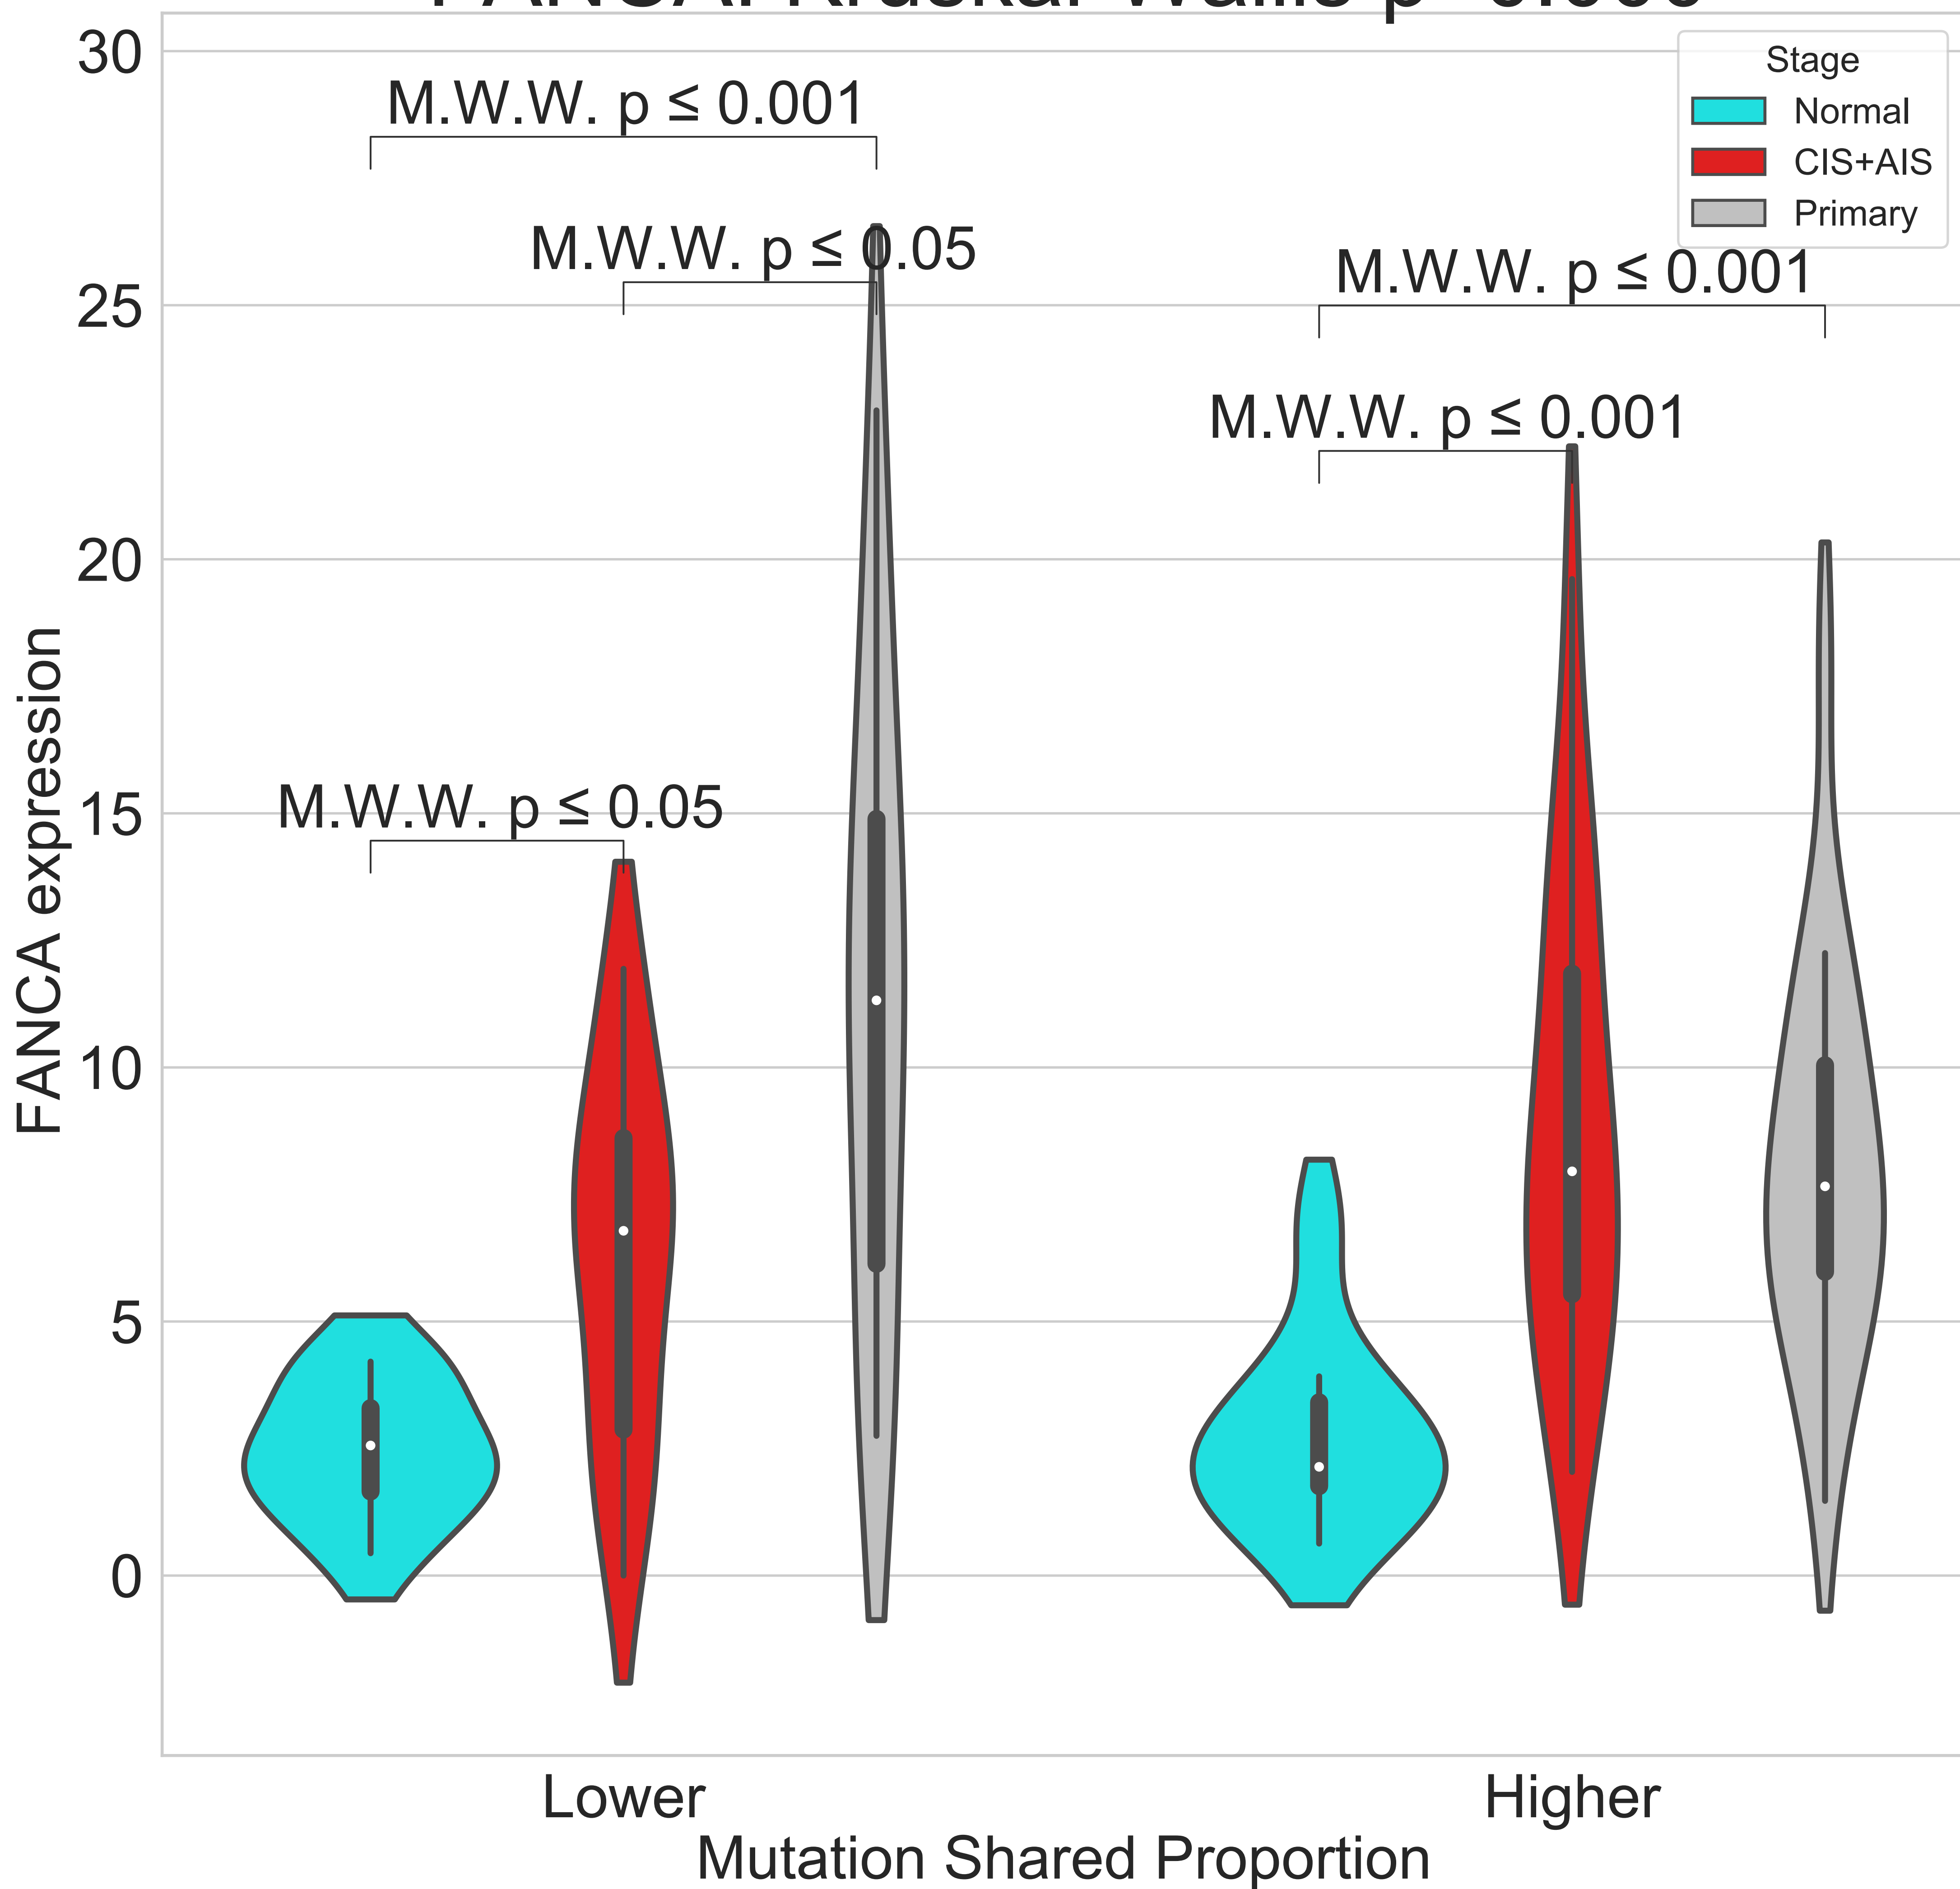 30
M.W.W. p ≤ 0.001
Stage
Normal
CIS+AIS
Primary
M.W.W. p ≤ 0.05
M.W.W. p ≤ 0.001
25
M.W.W. p ≤ 0.001
20
M.W.W. p ≤ 0.05
15
10
5
0
FANCA expression
Lower
Higher
Mutation Shared Proportion